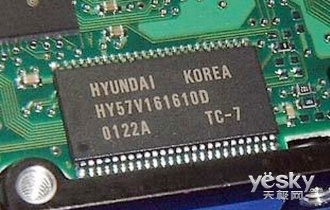 HYUNDAI KOREA
HY57V161610D
0122A TC-7
yesky
天极网